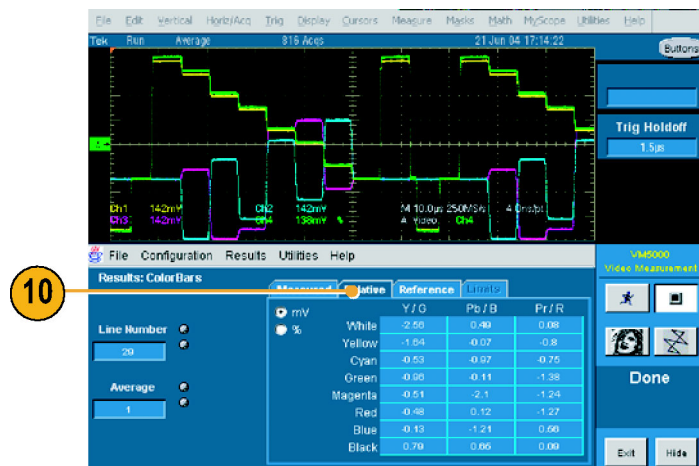 File Edit Vertical Horiz/Acq Trig Display Cursors Measure Masks Math MyScope Utilities Help
Tek Run Average 816 Acqs 21 Jun 04 17:14:22
Buttons
Trig Holdoff
1.5µs
Ch1 142mV Ch2 142mV M 10.0µs 250MS/s 4.0ns/pt
Ch3 142mV Ch4 138mV A Video Ch4
File Configuration Results Utilities Help
VM5000
Video Measurement
Results: ColorBars
10
Measured Relative Reference Limits
mV
%
Y / G Pb / B Pr / R
White -2.56 0.49 0.08
Yellow -1.64 -0.07 -0.8
Cyan -0.53 -0.97 -0.75
Green -0.96 -0.11 -1.38
Magenta -0.51 -2.1 -1.24
Red -0.48 0.12 -1.27
Blue -0.13 -1.21 0.56
Black 0.79 0.65 0.09
Line Number
29
Average
1
Done
Exit Hide